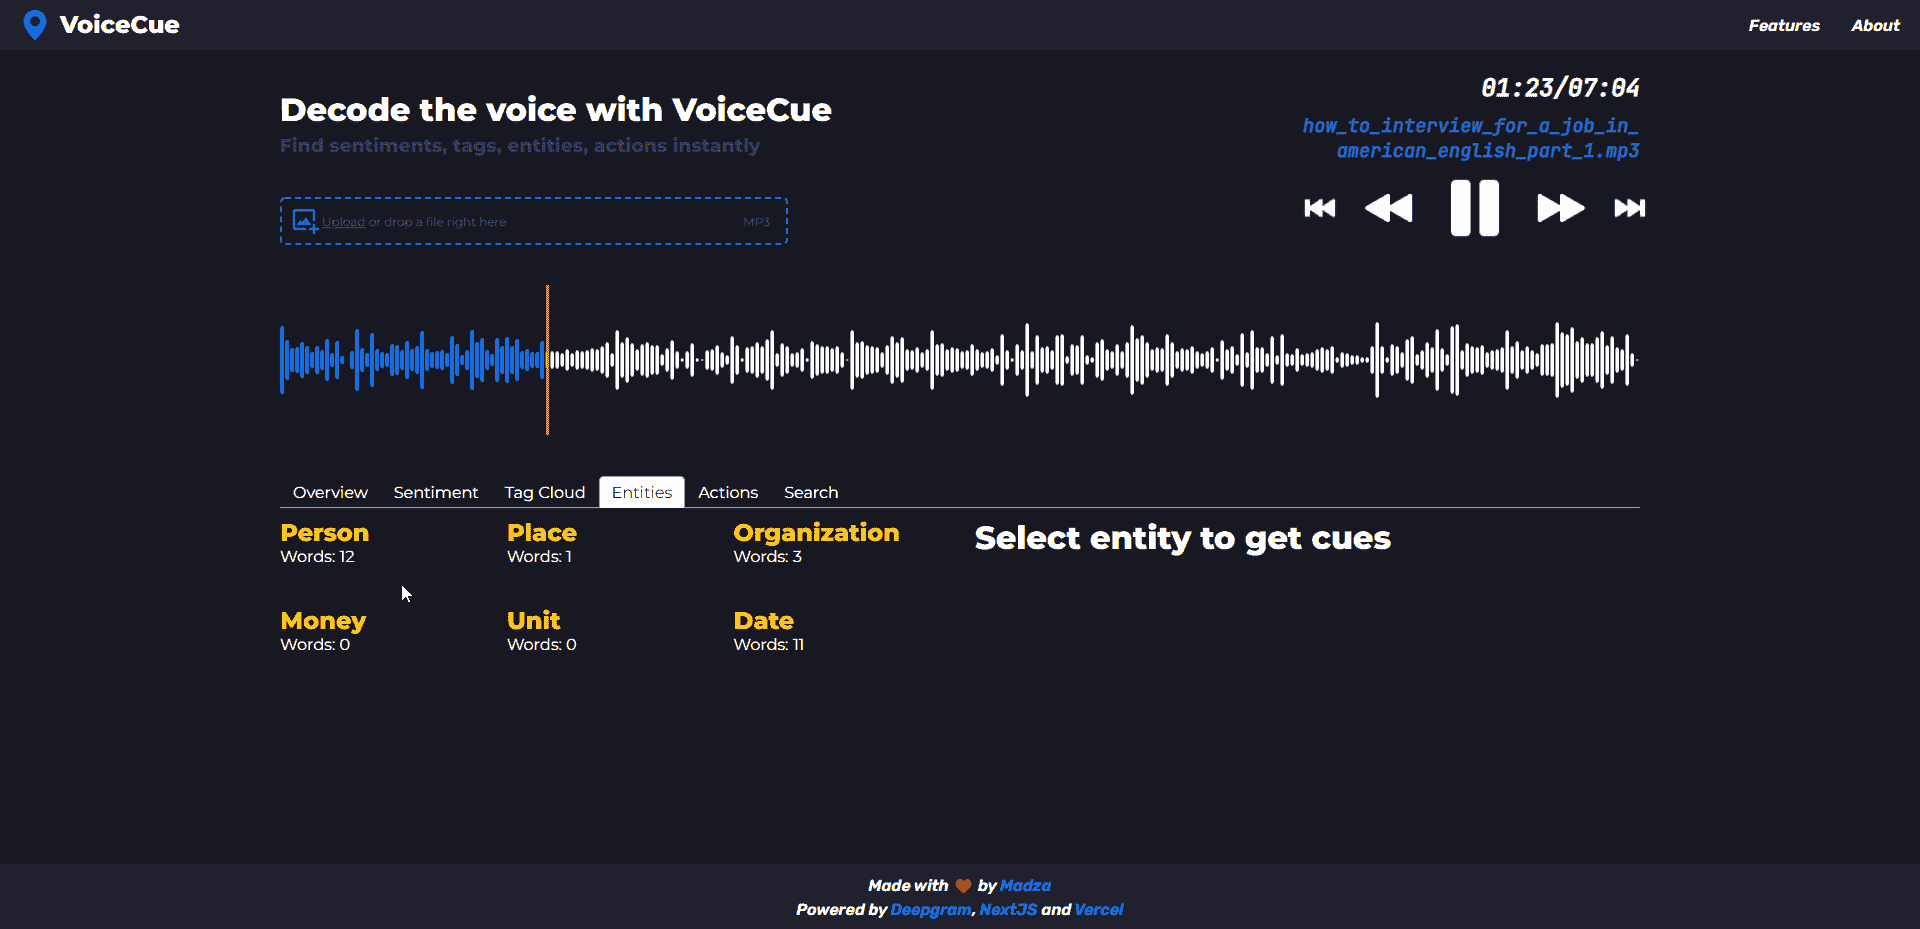 VoiceCue
Features
About
Decode the voice with VoiceCue
Find sentiments, tags, entities, actions instantly
01:23/07:04
how_to_interview_for_a_job_in_
american_english_part_1.mp3
Upload or drop a file right here
MP3
Overview
Sentiment
Tag Cloud
Entities
Actions
Search
Person
Words: 12
Place
Words: 1
Organization
Words: 3
Money
Words: 0
Unit
Words: 0
Date
Words: 11
Select entity to get cues
Made with by Madza
Powered by Deepgram, NextJS and Vercel